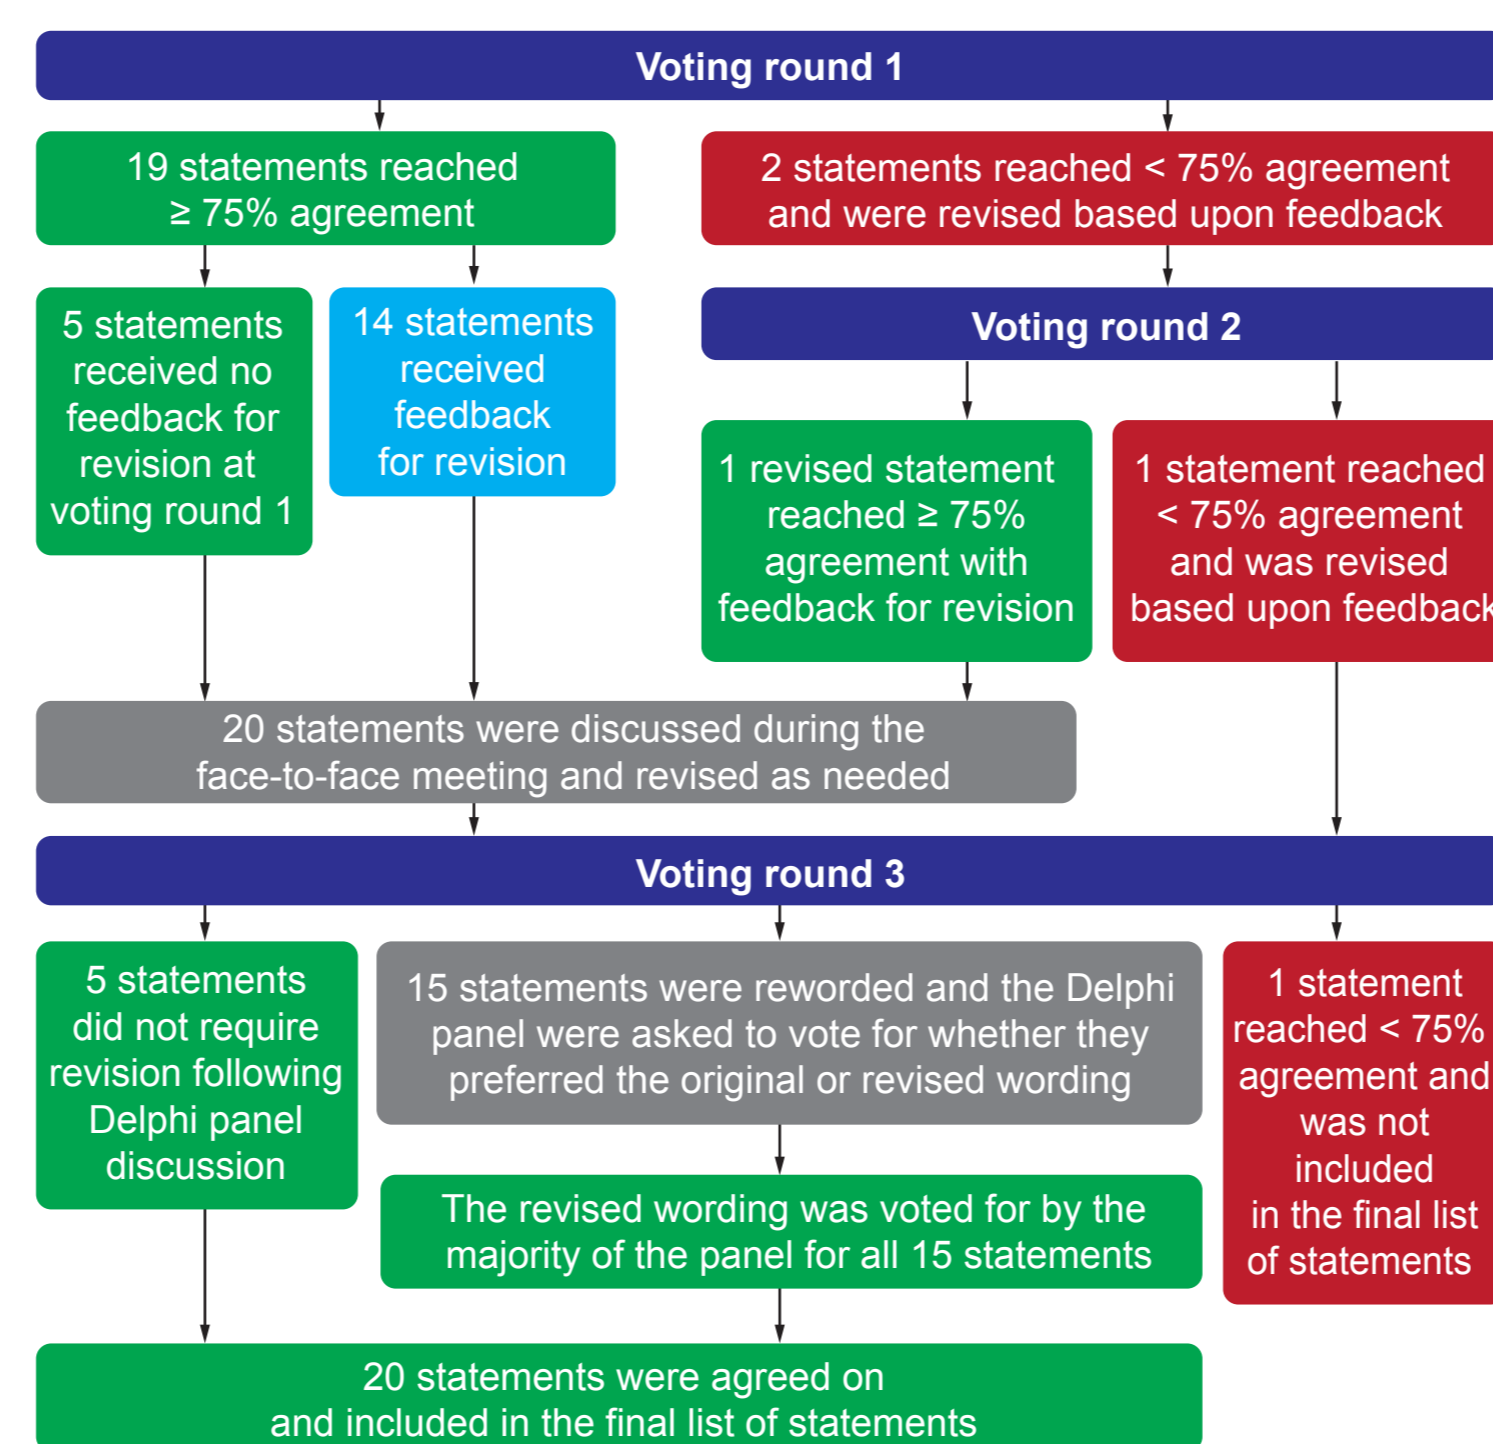 Voting round 1
19 statements reached
≥ 75% agreement
2 statements reached < 75% agreement
and were revised based upon feedback
5 statements
received no
feedback for
revision at
voting round 1
14 statements
received
feedback
for revision
Voting round 2
1 revised statement
reached ≥ 75%
agreement with
feedback for revision
1 statement reached
< 75% agreement
and was revised
based upon feedback
20 statements were discussed during the
face-to-face meeting and revised as needed
Voting round 3
5 statements
did not require
revision following
Delphi panel
discussion
15 statements were reworded and the Delphi
panel were asked to vote for whether they
preferred the original or revised wording
1 statement
reached < 75%
agreement and
was not
included
in the final list
of statements
The revised wording was voted for by the
majority of the panel for all 15 statements
20 statements were agreed on
and included in the final list of statements